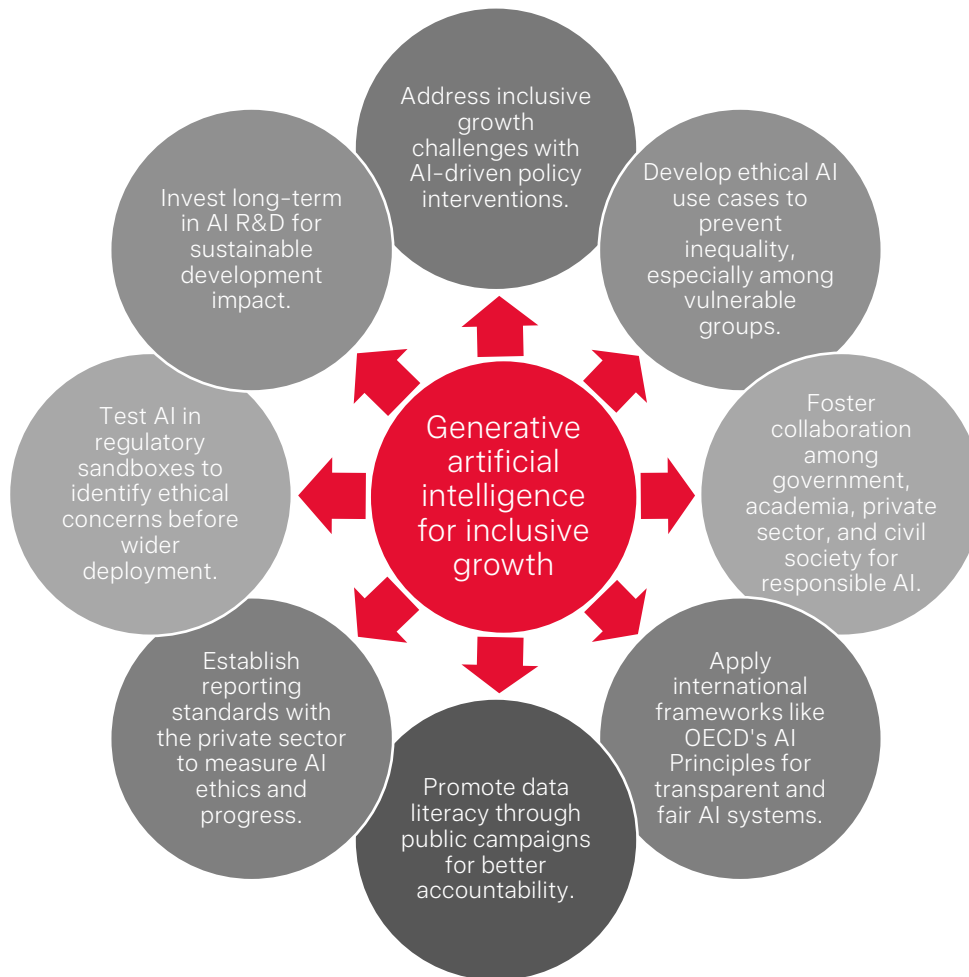 Address inclusive
growth
challenges with
AI-driven policy
interventions.
Develop ethical AI
use cases to
prevent
inequality,
especially among
vulnerable
groups.
Foster
collaboration
among
government,
academia, private
sector, and civil
society for
responsible AI.
Apply
international
frameworks like
OECD's AI
Principles for
transparent and
fair AI systems.
Promote data
literacy through
public campaigns
for better
accountability.
Establish
reporting
standards with
the private sector
to measure AI
ethics and
progress.
Test AI in
regulatory
sandboxes to
identify ethical
concerns before
wider
deployment.
Invest long-term
in AI R&D for
sustainable
development
impact.
Generative
artificial
intelligence
for inclusive
growth